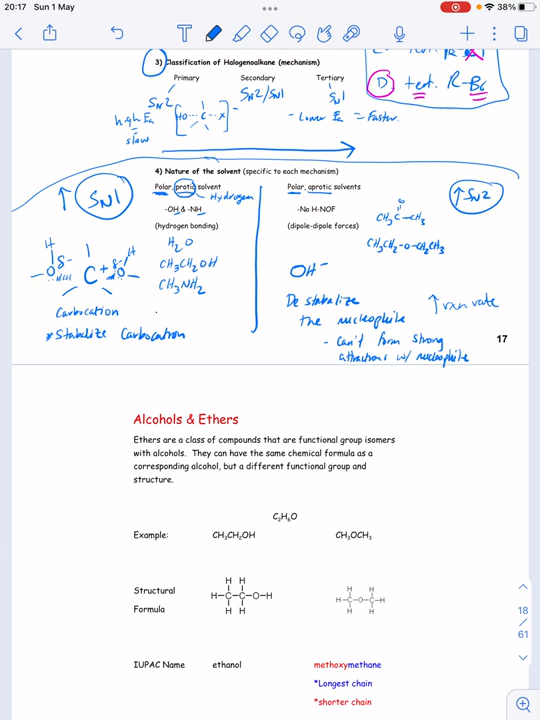 20:17 Sun 1 May
38%
3) Classification of Halogenoalkane (mechanism)
Primary Secondary Tertiary
SN2 SN2/SN1 SN1
high Ea = slow
HO ··· C ··· X
- Lower Ea = Faster
D) tert. R-Br
4) Nature of the solvent (specific to each mechanism)
↑ SN1
Polar, protic solvent
Hydrogen
-OH & -NH
(hydrogen bonding)
H2O
CH3CH2OH
CH3NH2
H
δ- C+ δ- H
O O
Carbocation
*Stabalize Carbocation
Polar, aprotic solvents
↑ SN2
-No H-NOF
(dipole-dipole forces)
O
CH3C-CH3
CH3CH2-O-CH2CH3
OH-
Destabalize
the nucleophile
↑ rxn rate
- Can't form strong
attractions w/ nucleophile
17
Alcohols & Ethers
Ethers are a class of compounds that are functional group isomers
with alcohols. They can have the same chemical formula as a
corresponding alcohol, but a different functional group and
structure.
C2H6O
Example: CH3CH2OH CH3OCH3
Structural
Formula
H H
H-C-C-O-H
H H
H H
H-C-O-C-H
H H
IUPAC Name ethanol methoxymethane
*Longest chain
*shorter chain
18
/
61